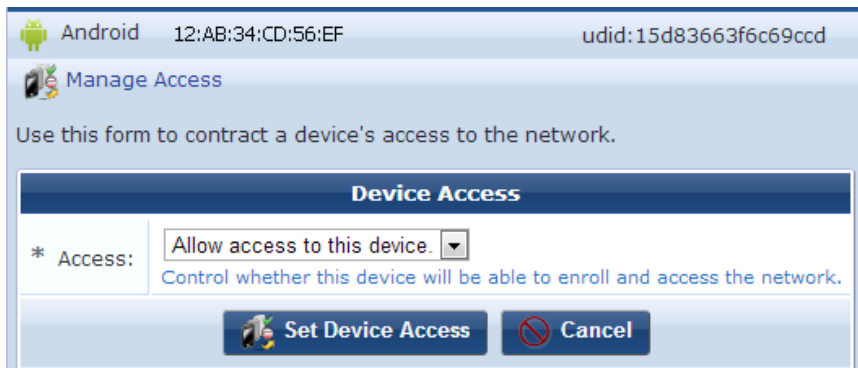 Android 12:AB:34:CD:56:EF udid:15d83663f6c69ccd
Manage Access
Use this form to contract a device's access to the network.
Device Access
* Access: Allow access to this device.
Control whether this device will be able to enroll and access the network.
Set Device Access Cancel